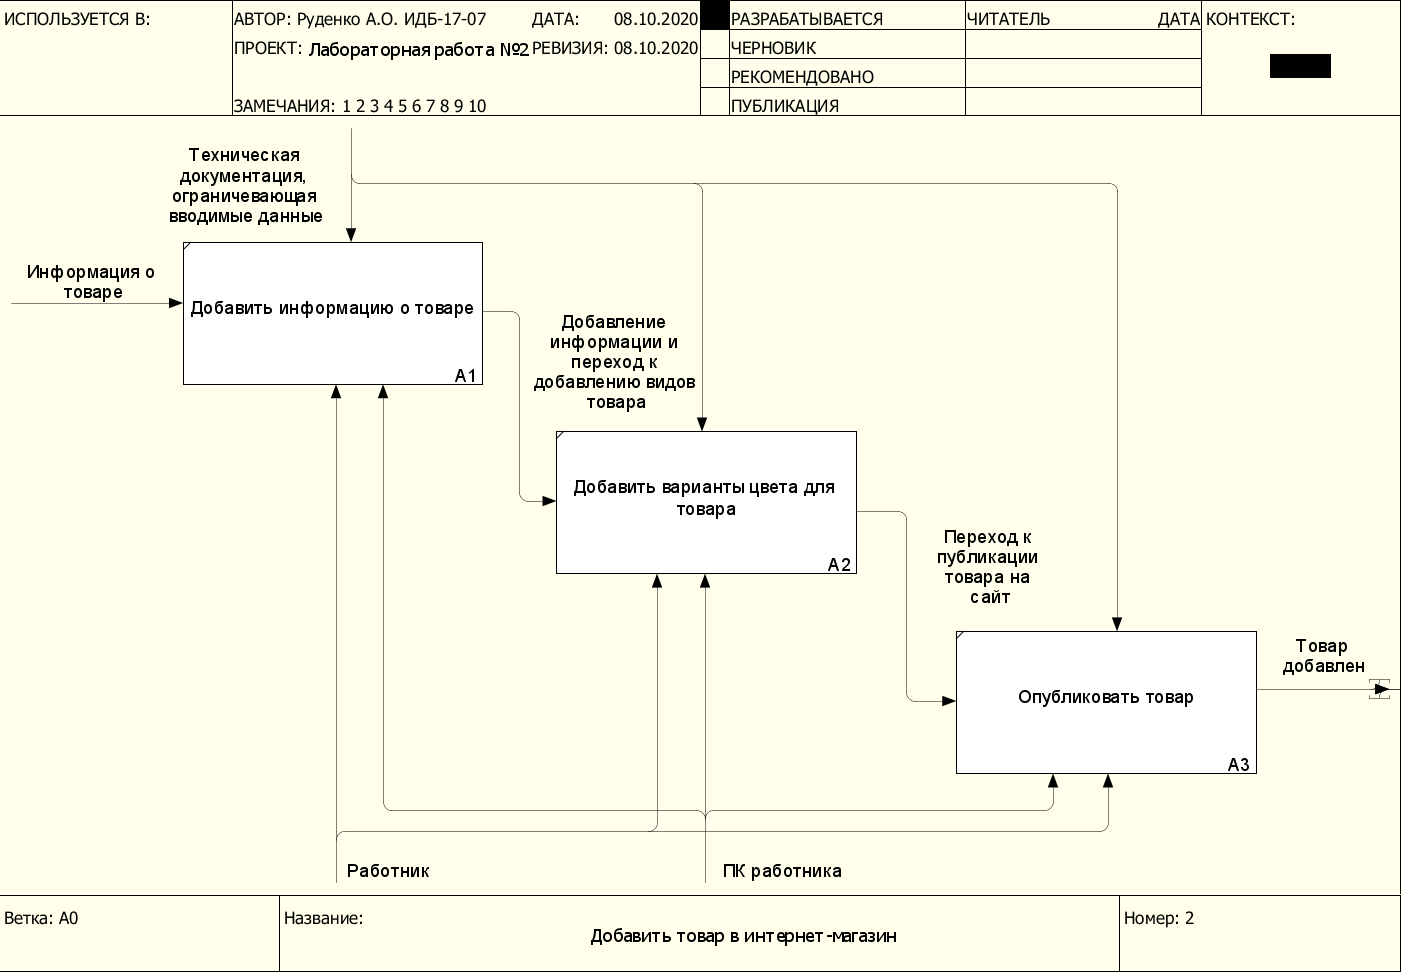 ИСПОЛЬЗУЕТСЯ В:
АВТОР: Руденко А.О. ИДБ-17-07
ДАТА: 08.10.2020
ПРОЕКТ: Лабораторная работа №2
РЕВИЗИЯ: 08.10.2020
ЗАМЕЧАНИЯ: 1 2 3 4 5 6 7 8 9 10
РАЗРАБАТЫВАЕТСЯ
ЧЕРНОВИК
РЕКОМЕНДОВАНО
ПУБЛИКАЦИЯ
ЧИТАТЕЛЬ
ДАТА
КОНТЕКСТ:
Техническая
документация,
ограничевающая
вводимые данные
Информация о
товаре
Добавить информацию о товаре
A1
Добавление
информации и
переход к
добавлению видов
товара
Добавить варианты цвета для
товара
A2
Переход к
публикации
товара на
сайт
Опубликовать товар
A3
Товар
добавлен
Работник
ПК работника
Ветка: A0
Название:
Добавить товар в интернет-магазин
Номер: 2